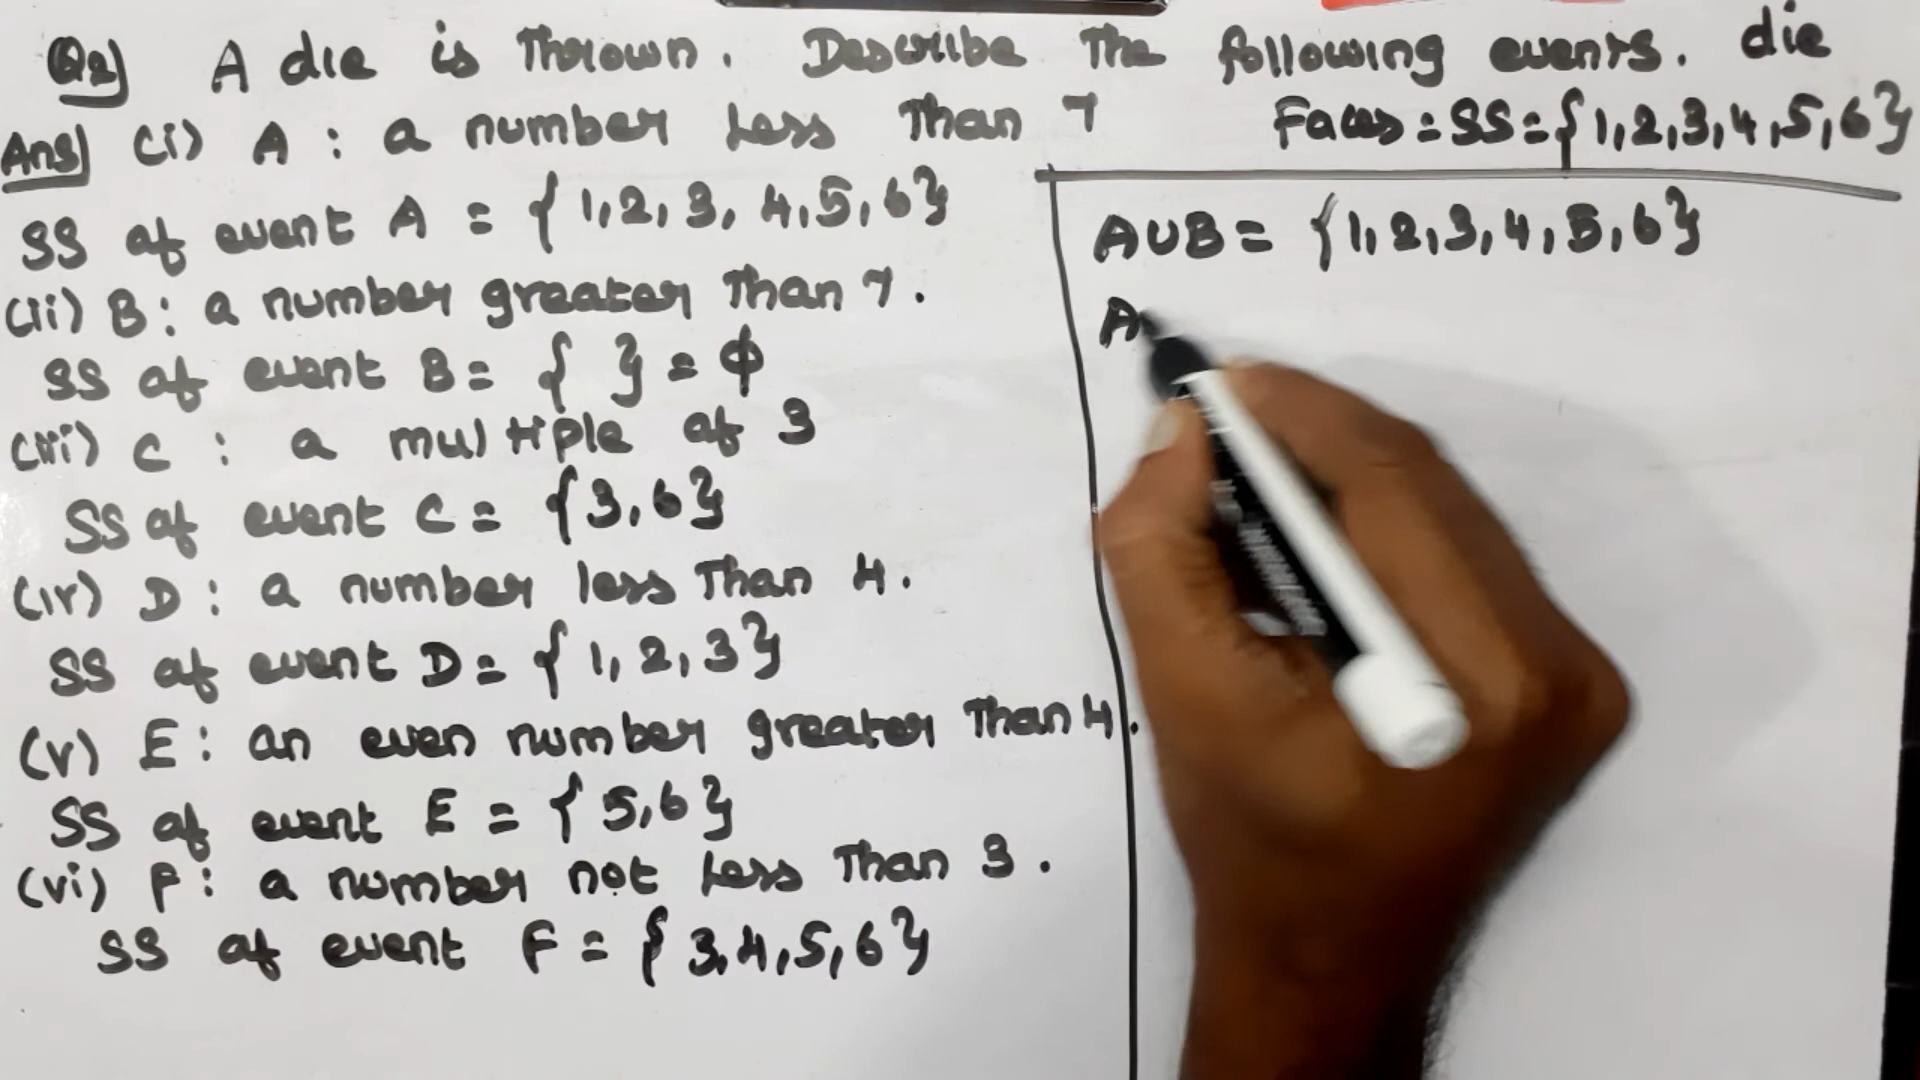 Q2) A die is Thrown. Describe The following events. die
Ans) (i) A : a number Less Than 7
Faces = SS = {1,2,3,4,5,6}
SS of event A = {1,2,3,4,5,6}
(ii) B: a number greater Than 7.
SS of event B = { } = ϕ
(iii) C : a multiple of 3
SS of event C = {3,6}
(iv) D : a number less Than 4.
SS of event D = {1,2,3}
(v) E : an even number greater Than 4.
SS of event E = {5,6}
(vi) F : a number not Less Than 3.
SS of event F = {3,4,5,6}
A∪B = {1,2,3,4,5,6}
A